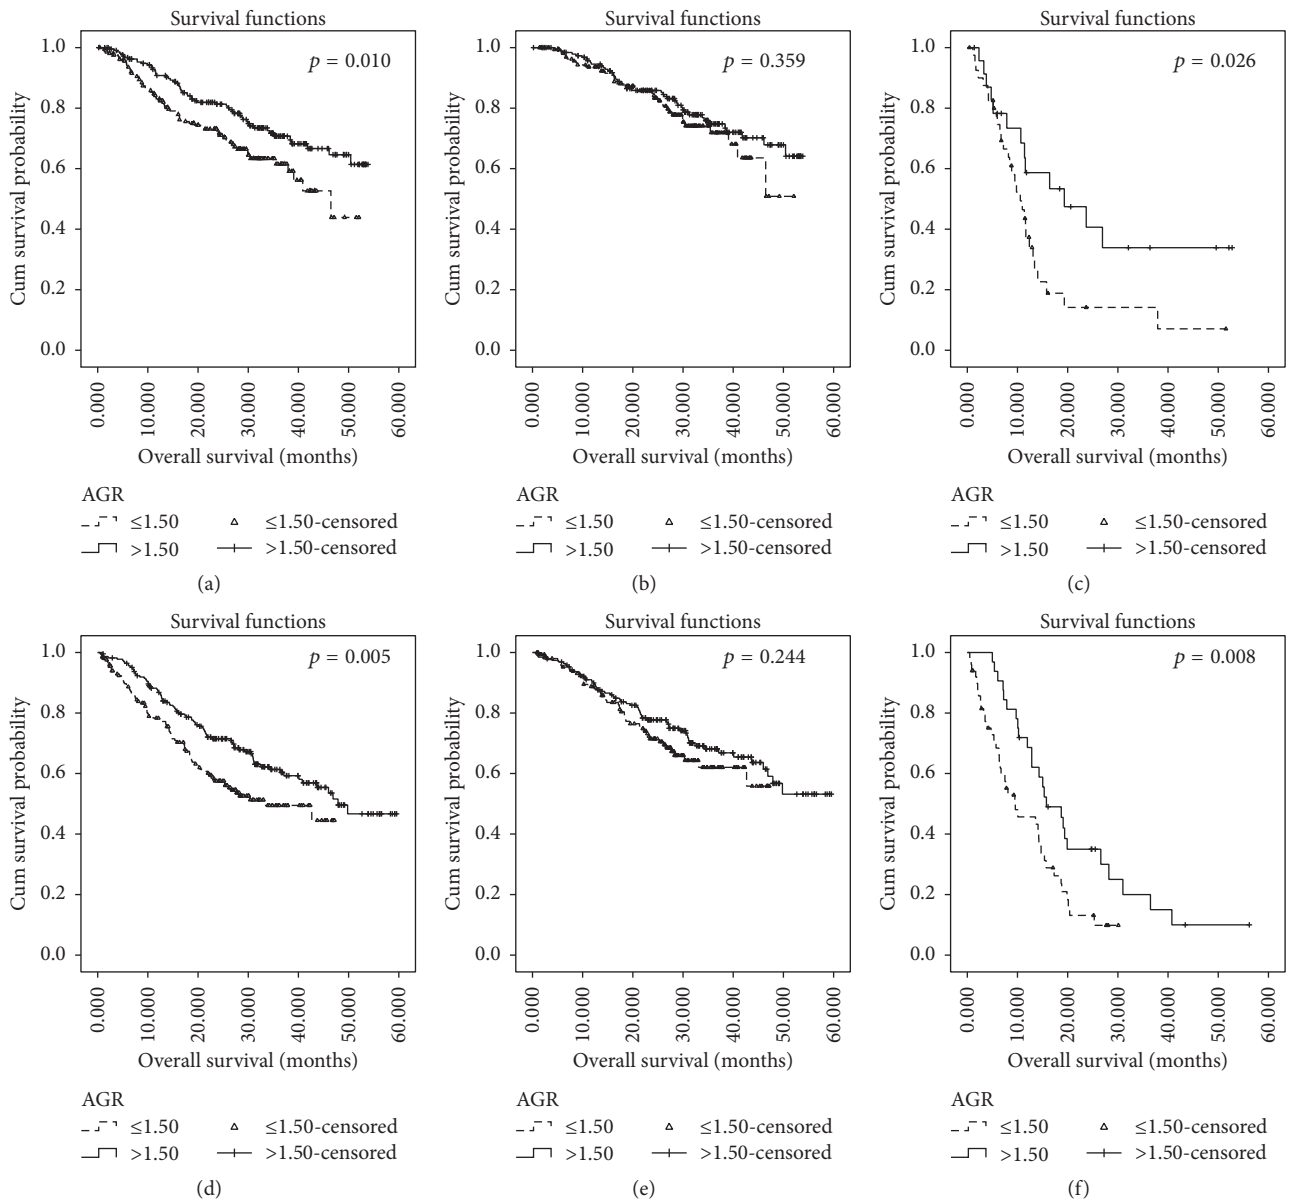 Survival functions
p = 0.010
Cum survival probability
1.0
0.8
0.6
0.4
0.2
0.0
0.000
10.000
20.000
30.000
40.000
50.000
60.000
Overall survival (months)
AGR
≤1.50
≤1.50-censored
>1.50
>1.50-censored
(a)
Survival functions
p = 0.359
Cum survival probability
1.0
0.8
0.6
0.4
0.2
0.0
0.000
10.000
20.000
30.000
40.000
50.000
60.000
Overall survival (months)
AGR
≤1.50
≤1.50-censored
>1.50
>1.50-censored
(b)
Survival functions
p = 0.026
Cum survival probability
1.0
0.8
0.6
0.4
0.2
0.0
0.000
10.000
20.000
30.000
40.000
50.000
60.000
Overall survival (months)
AGR
≤1.50
≤1.50-censored
>1.50
>1.50-censored
(c)
Survival functions
p = 0.005
Cum survival probability
1.0
0.8
0.6
0.4
0.2
0.0
0.000
10.000
20.000
30.000
40.000
50.000
60.000
Overall survival (months)
AGR
≤1.50
≤1.50-censored
>1.50
>1.50-censored
(d)
Survival functions
p = 0.244
Cum survival probability
1.0
0.8
0.6
0.4
0.2
0.0
0.000
10.000
20.000
30.000
40.000
50.000
60.000
Overall survival (months)
AGR
≤1.50
≤1.50-censored
>1.50
>1.50-censored
(e)
Survival functions
p = 0.008
Cum survival probability
1.0
0.8
0.6
0.4
0.2
0.0
0.000
10.000
20.000
30.000
40.000
50.000
60.000
Overall survival (months)
AGR
≤1.50
≤1.50-censored
>1.50
>1.50-censored
(f)